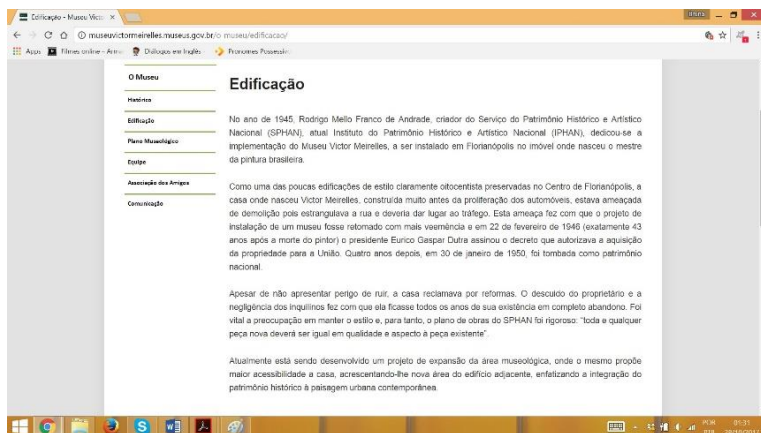 Edificação • Museu Victo
museuvictormeirelles.museus.gov.br/o-museu/edificacao/
Apps
Filmes online - Armo
Diálogos em Inglês
Pronomes Possessiv
O Museu
Histórico
Edificação
Plano Museológico
Equipe
Associação dos Amigos
Comunicação
Edificação
No ano de 1945, Rodrigo Mello Franco de Andrade, criador do Serviço do Patrimônio Histórico e Artístico
Nacional (SPHAN), atual Instituto do Patrimônio Histórico e Artístico Nacional (IPHAN), dedicou-se a
implementação do Museu Victor Meirelles, a ser instalado em Florianópolis no imóvel onde nasceu o mestre
da pintura brasileira.
Como uma das poucas edificações de estilo claramente oitocentista preservadas no Centro de Florianópolis, a
casa onde nasceu Victor Meirelles, construída muito antes da proliferação dos automóveis, estava ameaçada
de demolição pois estrangulava a rua e deveria dar lugar ao tráfego. Esta ameaça fez com que o projeto de
instalação de um museu fosse retomado com mais veemência e em 22 de fevereiro de 1946 (exatamente 43
anos após a morte do pintor) o presidente Eurico Gaspar Dutra assinou o decreto que autorizava a aquisição
da propriedade para a União. Quatro anos depois, em 30 de janeiro de 1950, foi tombada como patrimônio
nacional.
Apesar de não apresentar perigo de ruir, a casa reclamava por reformas. O descuido do proprietário e a
negligência dos inquilinos fez com que ela ficasse todos os anos de sua existência em completo abandono. Foi
vital a preocupação em manter o estilo e, para tanto, o plano de obras do SPHAN foi rigoroso: “toda e qualquer
peça nova deverá ser igual em qualidade e aspecto à peça existente”.
Atualmente está sendo desenvolvido um projeto de expansão da área museológica, onde o mesmo propõe
maior acessibilidade a casa, acrescentando-lhe nova área do edifício adjacente, enfatizando a integração do
patrimônio histórico à paisagem urbana contemporânea.
POR
01:31